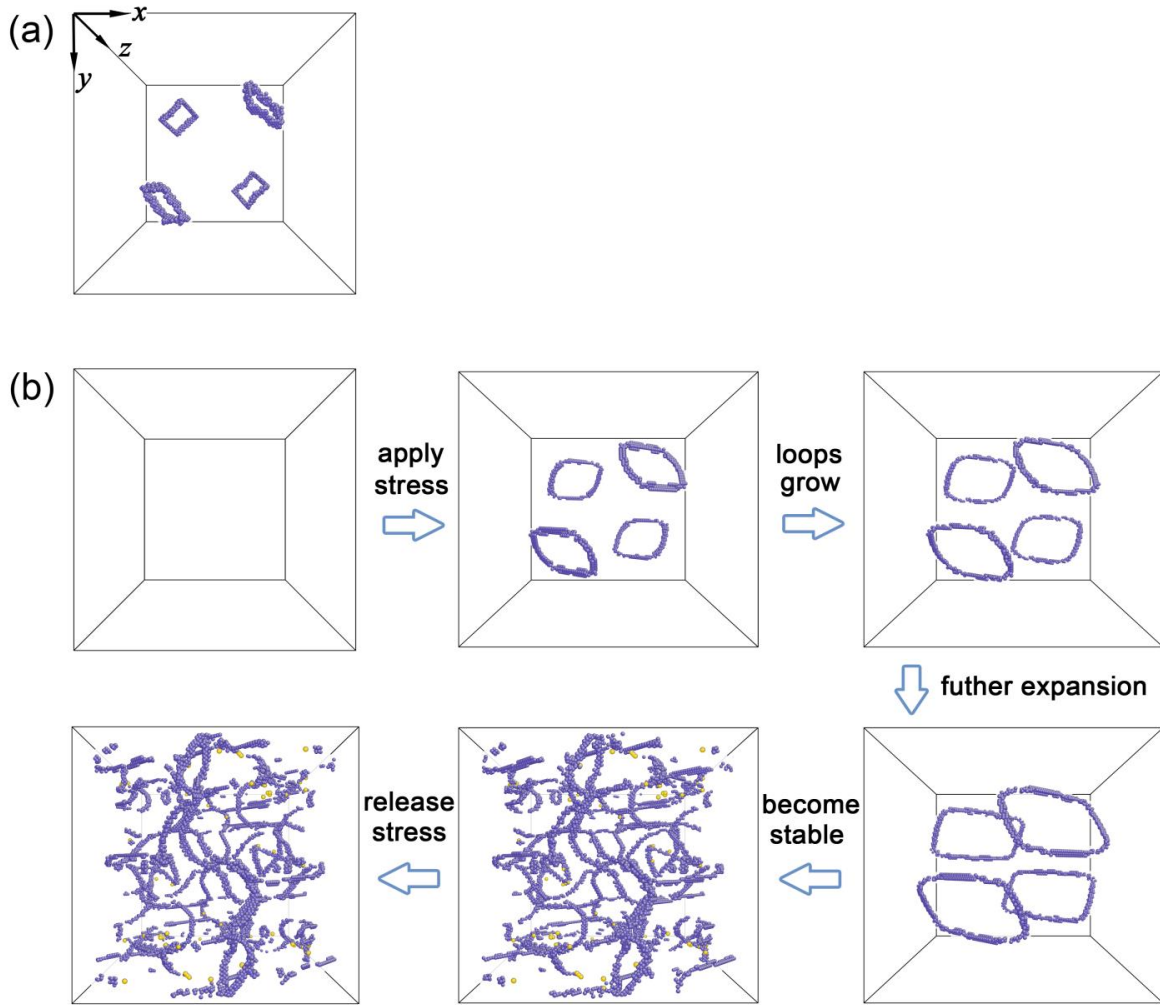 (a)
x
z
y
(b)
apply
stress
loops
grow
futher expansion
become
stable
release
stress